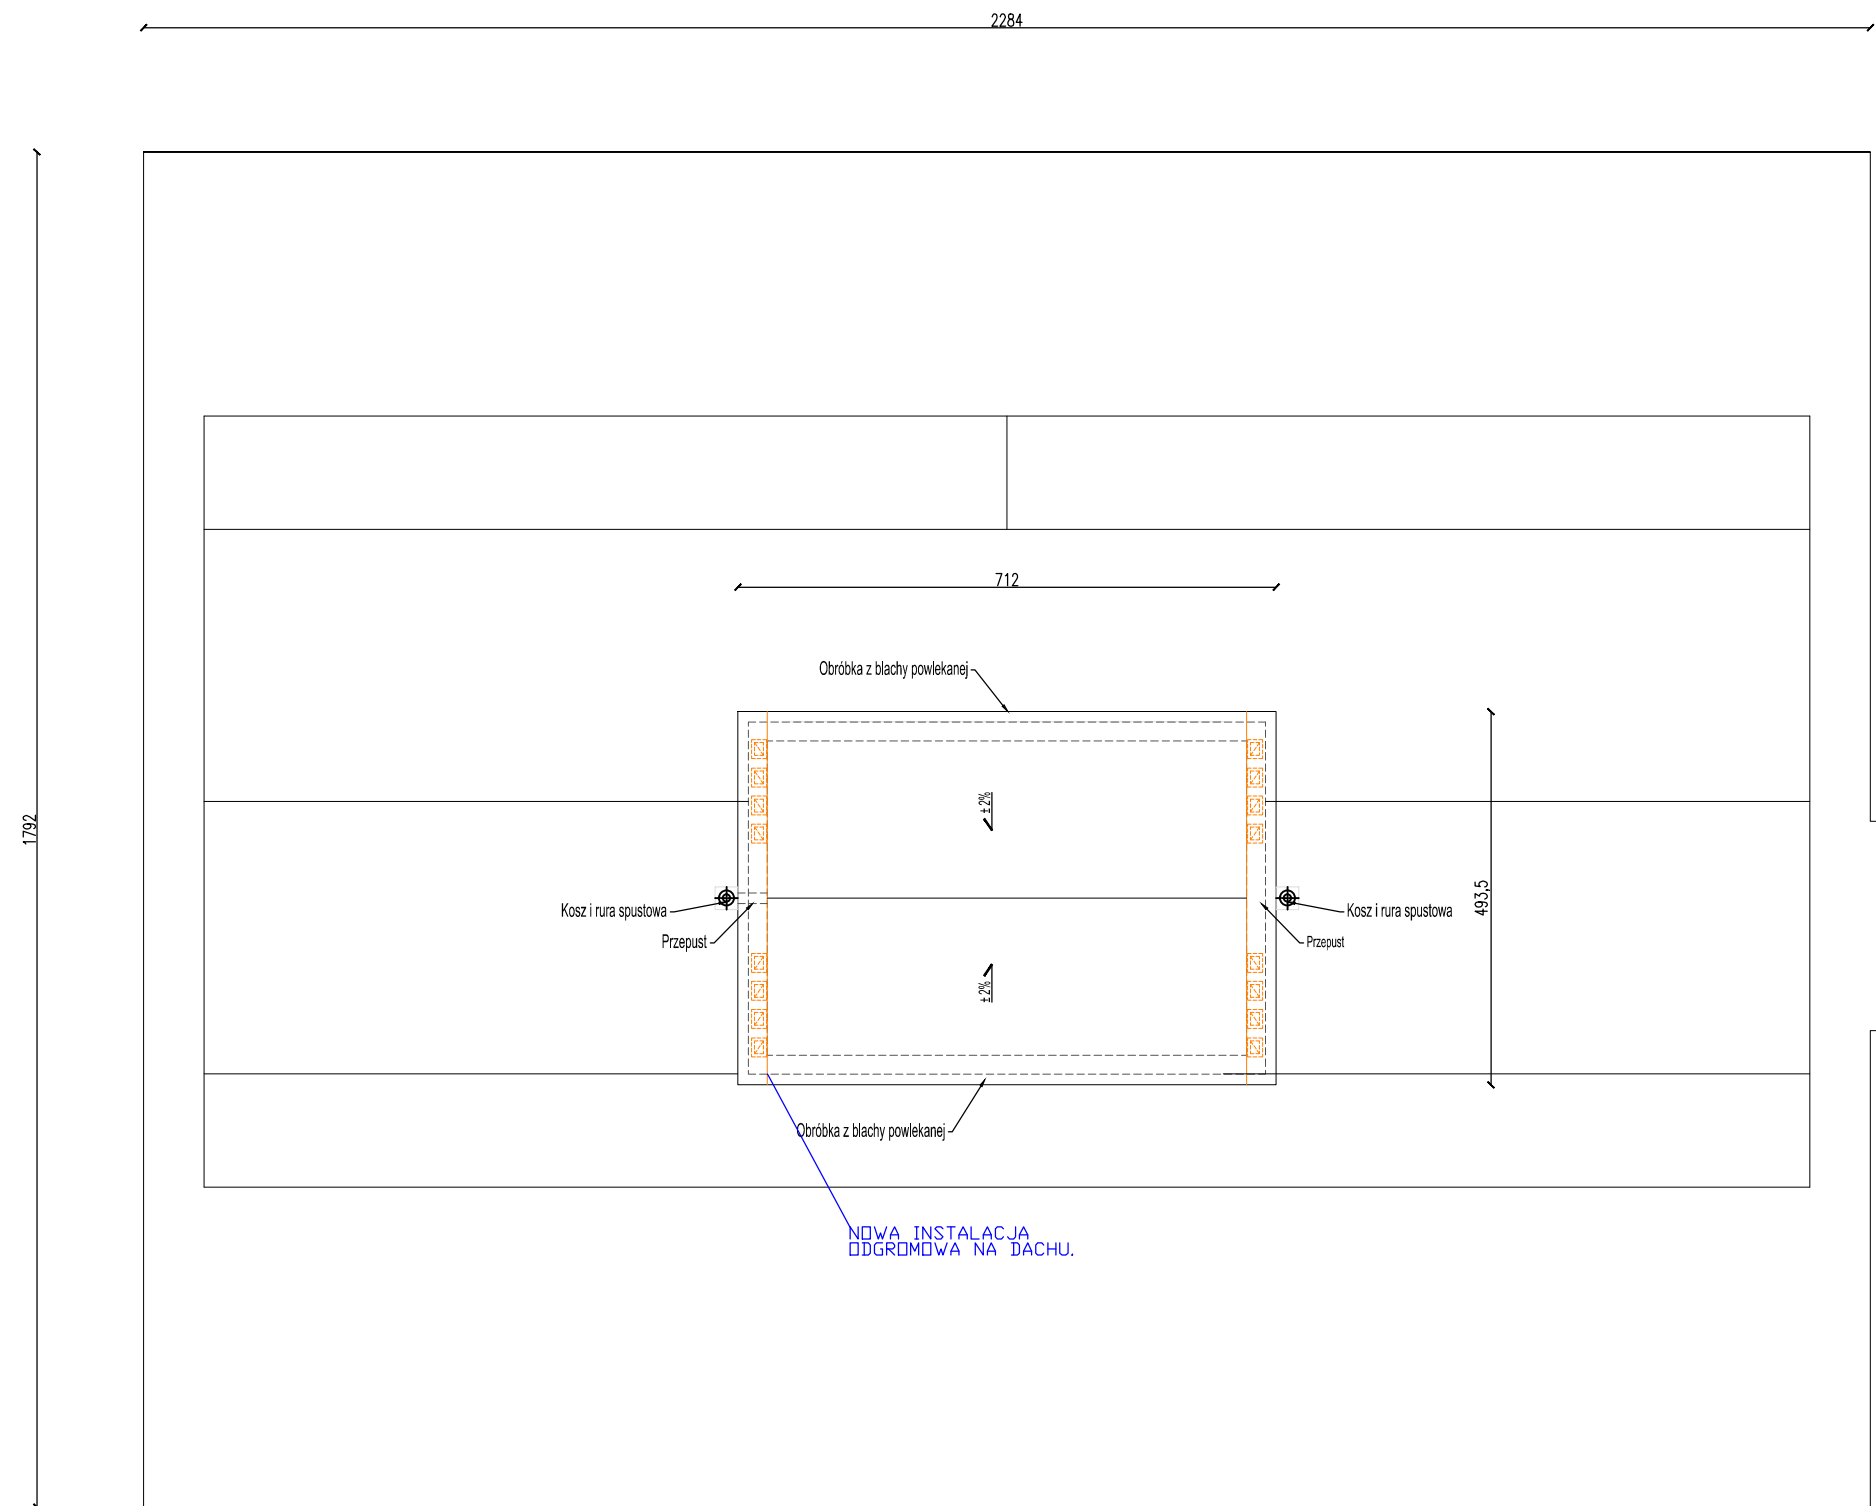 2284
712
Obróbka z blachy powlekanej
± 2%
1792
Kosz i rura spustowa
Kosz i rura spustowa
493,5
Przepust
Przepust
± 2%
Obróbka z blachy powlekanej
NOWA INSTALACJA
ODGROMOWA NA DACHU.